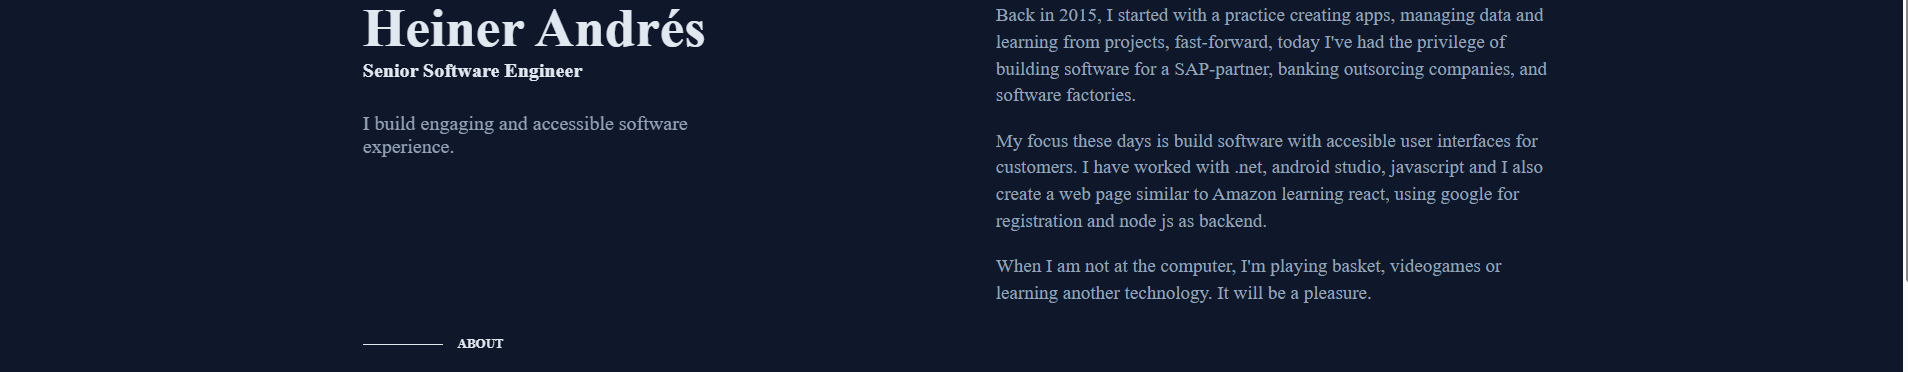 Heiner Andrés
Senior Software Engineer
I build engaging and accessible software
experience.
ABOUT
Back in 2015, I started with a practice creating apps, managing data and
learning from projects, fast-forward, today I've had the privilege of
building software for a SAP-partner, banking outsorcing companies, and
software factories.
My focus these days is build software with accesible user interfaces for
customers. I have worked with .net, android studio, javascript and I also
create a web page similar to Amazon learning react, using google for
registration and node js as backend.
When I am not at the computer, I'm playing basket, videogames or
learning another technology. It will be a pleasure.